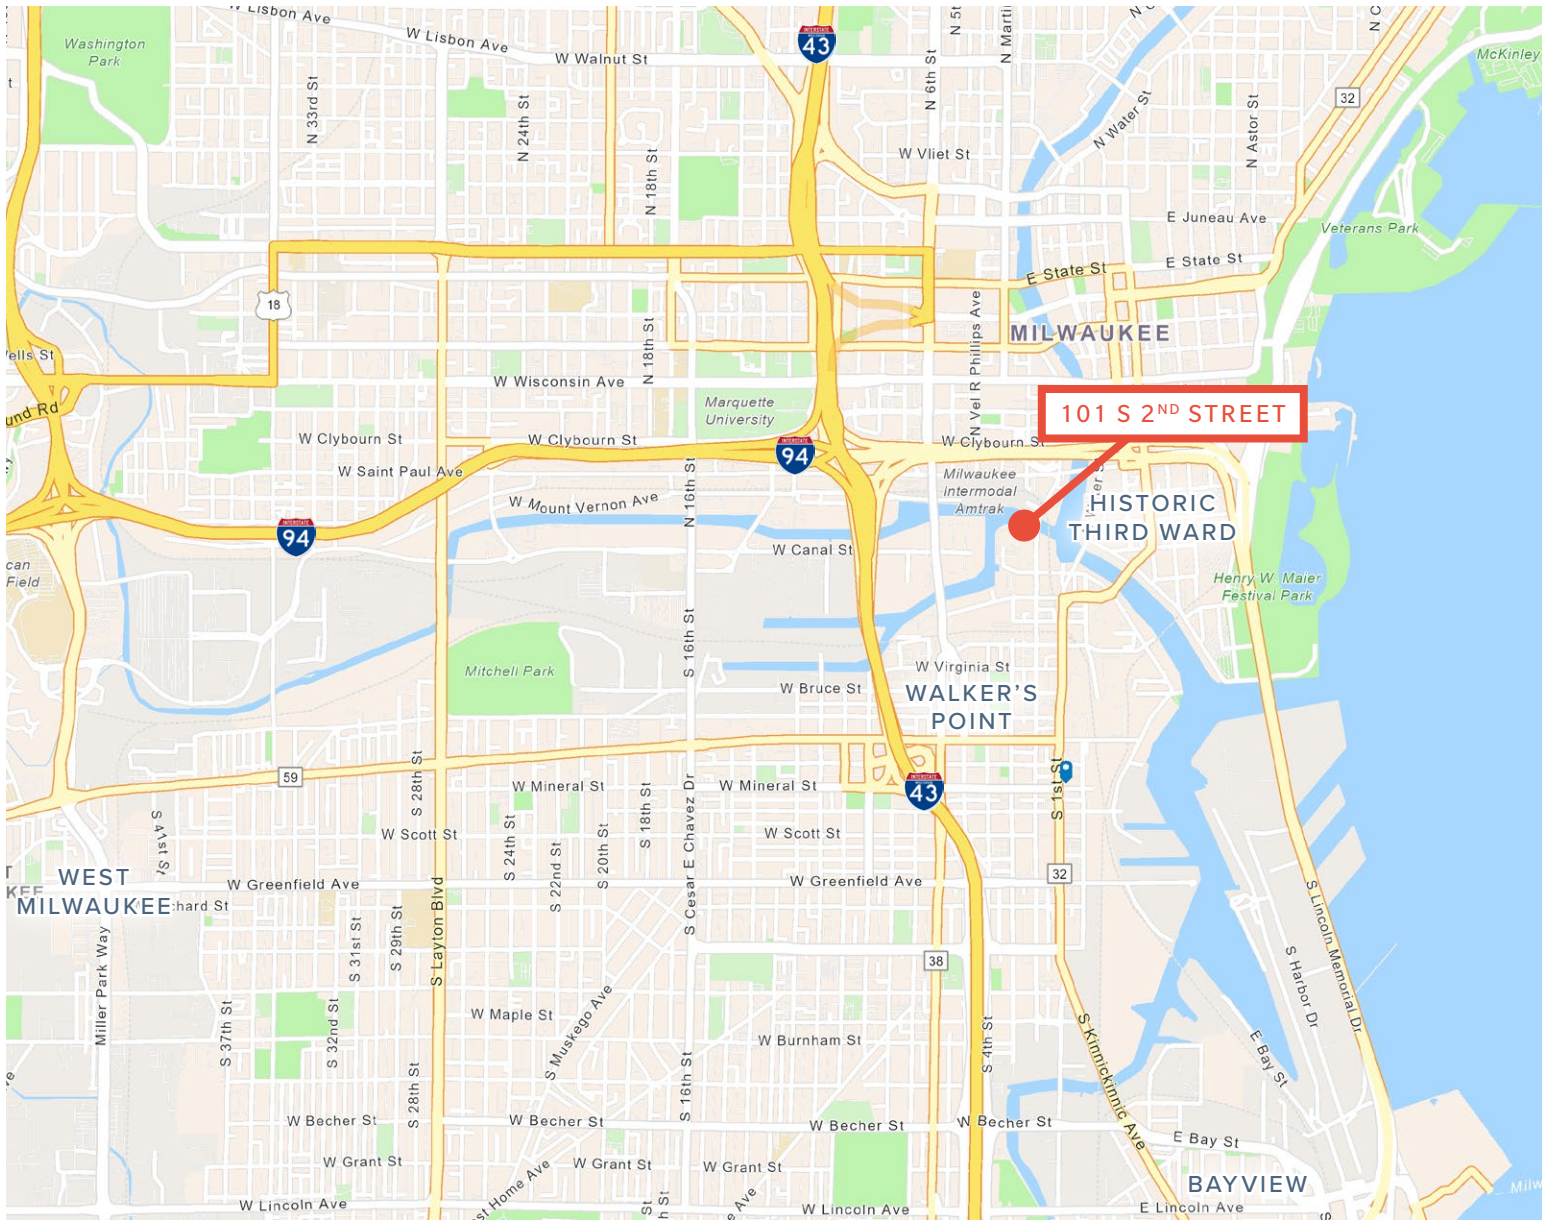 W Lisbon Ave
W Lisbon Ave
Washington
Park
N 33rd St
N 24th St
W Walnut St
INTERSTATE
43
N 6th St
N Martin
N Water St
32
N Astor St
McKinley
W Vliet St
N 18th St
E Juneau Ave
Veterans Park
E State St
E State St
18
N 18th St
N Vel R Phillips Ave
MILWAUKEE
W Wisconsin Ave
Marquette
University
101 S 2ND STREET
W Clybourn St
W Clybourn St
W Clybourn St
INTERSTATE
94
W Saint Paul Ave
N 16th St
W Mount Vernon Ave
Milwaukee
Intermodal
Amtrak
HISTORIC
THIRD WARD
INTERSTATE
94
W Canal St
Henry W. Maier
Festival Park
Mitchell Park
S 16th St
W Virginia St
W Bruce St
WALKER'S
POINT
59
S 28th St
W Mineral St
W Mineral St
INTERSTATE
43
S 1st St
S 41st St
W Scott St
S 24th St
S 22nd St
S 20th St
S 18th St
S Cesar E Chavez Dr
W Scott St
WEST
MILWAUKEE
W Greenfield Ave
W Greenfield Ave
32
S Layton Blvd
S 31st St
S 29th St
38
S Lincoln Memorial Dr
S Harbor Dr
Miller Park Way
S 37th St
S 32nd St
W Maple St
S Muskego Ave
W Burnham St
S 4th St
S Kinnickinnic Ave
E Bay St
S 28th St
S 16th St
W Becher St
W Becher St
W Becher St
W Becher St
E Bay St
W Grant St
W Grant St
W Grant St
BAYVIEW
W Lincoln Ave
W Lincoln Ave
E Lincoln Ave